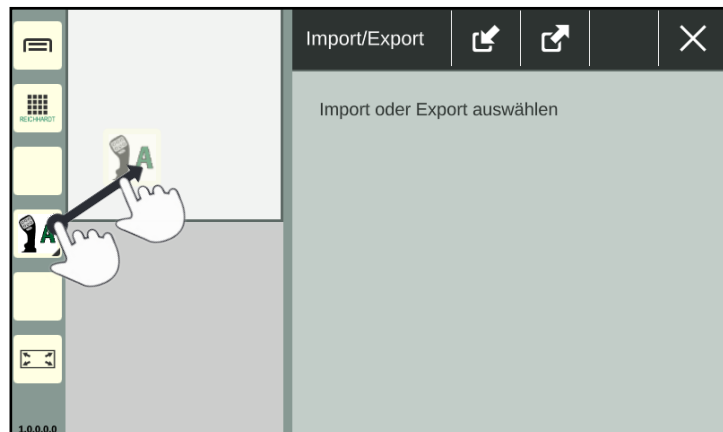 Import/Export
REICHHARDT
Import oder Export auswählen
A
A
1.0.0.0.0